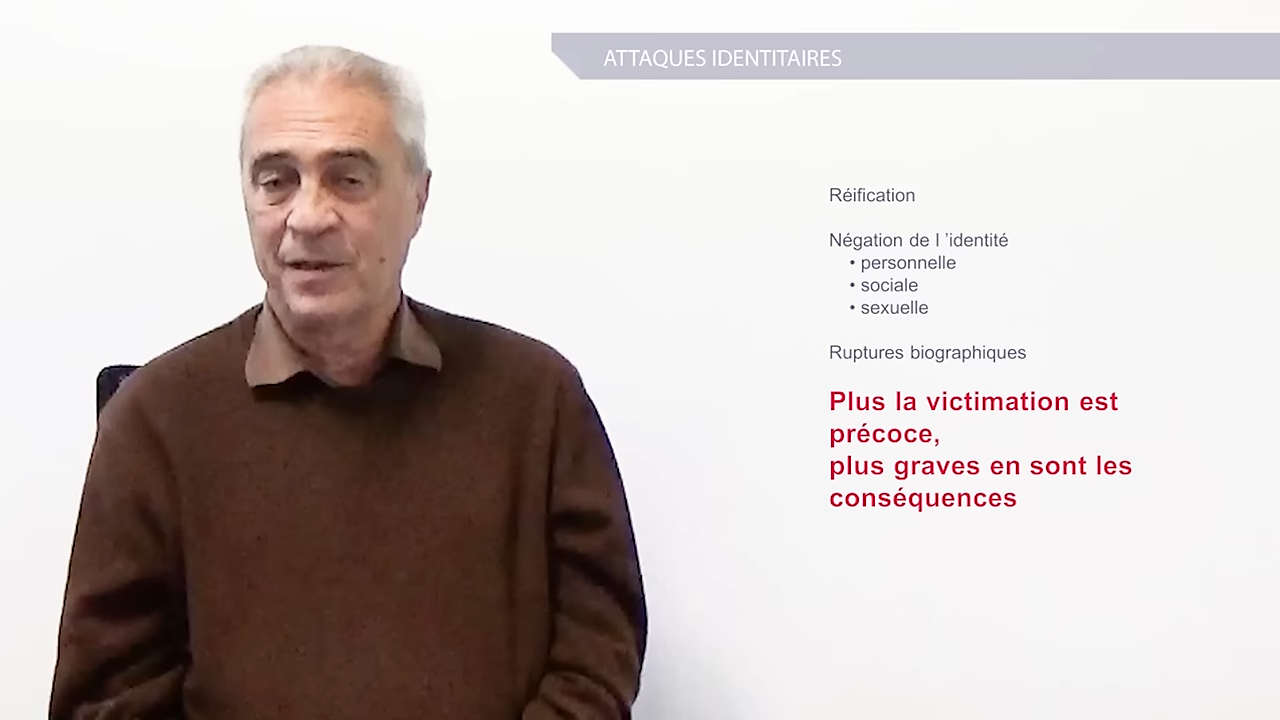 ATTAQUES IDENTITAIRES
Réification
Négation de l 'identité
• personnelle
• sociale
• sexuelle
Ruptures biographiques
Plus la victimation est
précoce,
plus graves en sont les
conséquences